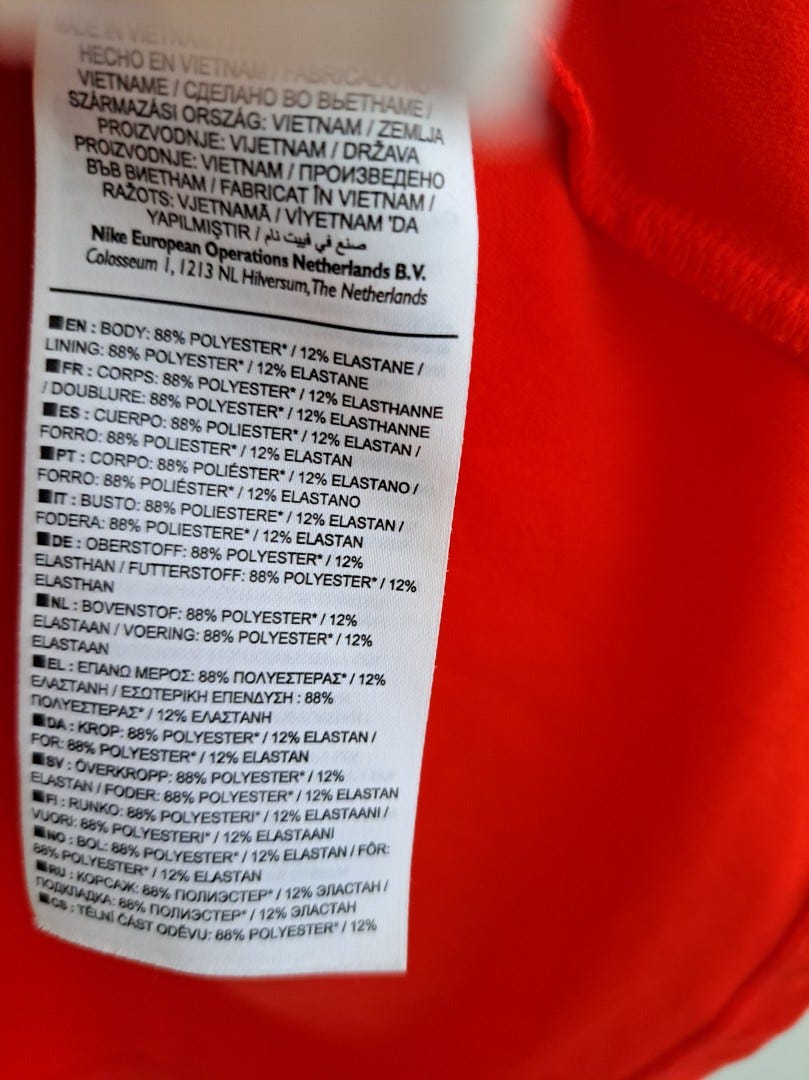 MADE IN VIETNAM /
HECHO EN VIETNAM / FABRICADO NO
VIETNAME / СДЕЛАНО ВО ВЬЕТНАМЕ /
SZÁRMAZÁSI ORSZÁG: VIETNAM / ZEMLJA
PROIZVODNJE: VIJETNAM / DRŽAVA
PROIZVODNJE: VIETNAM / ПРОИЗВЕДЕНО
ВЪВ ВИЕТНАМ / FABRICAT ÎN VIETNAM /
RAŽOTS: VJETNAMĀ / VİYETNAM 'DA
YAPILMIŞTIR / صنع في فييت نام
Nike European Operations Netherlands B.V.
Colosseum 1, 1213 NL Hilversum, The Netherlands
EN : BODY: 88% POLYESTER* / 12% ELASTANE /
LINING: 88% POLYESTER* / 12% ELASTANE
FR : CORPS: 88% POLYESTER* / 12% ELASTHANNE
/ DOUBLURE: 88% POLYESTER* / 12% ELASTHANNE
ES : CUERPO: 88% POLIESTER* / 12% ELASTAN /
FORRO: 88% POLIESTER* / 12% ELASTAN
PT : CORPO: 88% POLIÉSTER* / 12% ELASTANO /
FORRO: 88% POLIÉSTER* / 12% ELASTANO
IT : BUSTO: 88% POLIESTERE* / 12% ELASTAN /
FODERA: 88% POLIESTERE* / 12% ELASTAN
DE : OBERSTOFF: 88% POLYESTER* / 12%
ELASTHAN / FUTTERSTOFF: 88% POLYESTER* / 12%
ELASTHAN
NL : BOVENSTOF: 88% POLYESTER* / 12%
ELASTAAN / VOERING: 88% POLYESTER* / 12%
ELASTAAN
EL : ΕΠΑΝΩ ΜΕΡΟΣ: 88% ΠΟΛΥΕΣΤΕΡΑΣ* / 12%
ΕΛΑΣΤΑΝΗ / ΕΣΩΤΕΡΙΚΗ ΕΠΕΝΔΥΣΗ : 88%
ΠΟΛΥΕΣΤΕΡΑΣ* / 12% ΕΛΑΣΤΑΝΗ
DA : KROP: 88% POLYESTER* / 12% ELASTAN /
FOR: 88% POLYESTER* / 12% ELASTAN
SV : ÖVERKROPP: 88% POLYESTER* / 12%
ELASTAN / FODER: 88% POLYESTER* / 12% ELASTAN
FI : RUNKO: 88% POLYESTERI* / 12% ELASTAANI /
VUORI: 88% POLYESTERI* / 12% ELASTAANI
NO : BOL: 88% POLYESTER* / 12% ELASTAN / FÔR:
88% POLYESTER* / 12% ELASTAN
RU : КОРСАЖ: 88% ПОЛИЭСТЕР* / 12% ЭЛАСТАН /
ПОДКЛАДКА: 88% ПОЛИЭСТЕР* / 12% ЭЛАСТАН
CS : TĚLNÍ ČÁST ODĚVU: 88% POLYESTER* / 12%